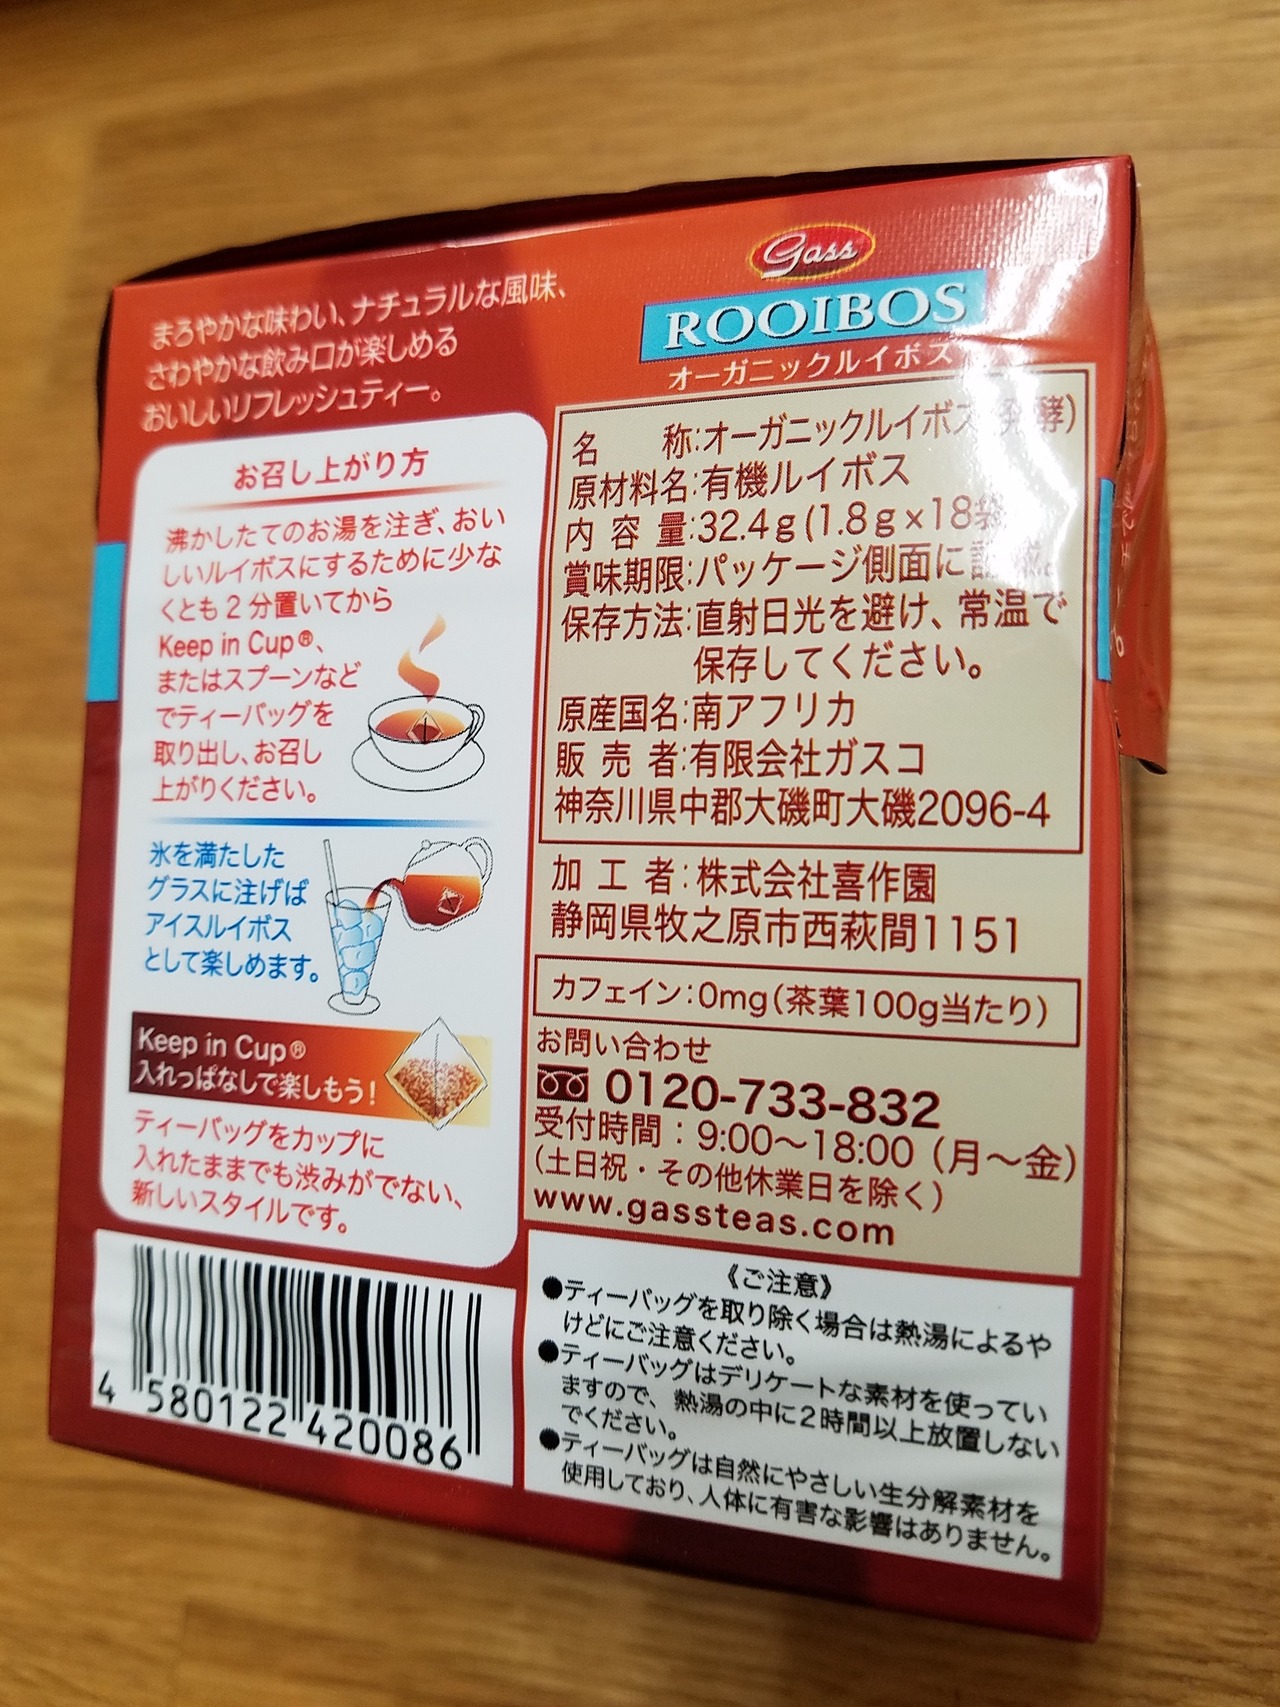 まろやかな味わい、ナチュラルな風味、
さわやかな飲み口が楽しめる
おいしいリフレッシュティー。
お召し上がり方
沸かしたてのお湯を注ぎ、おい
しいルイボスにするために少な
くとも2分置いてから
Keep in Cup®、
またはスプーンなど
でティーバッグを
取り出し、お召し
上がりください。
氷を満たした
グラスに注げば
アイスルイボス
として楽しめます。
Keep in Cup®
入れっぱなしで楽しもう!
ティーバッグをカップに
入れたままでも渋みがでない、
新しいスタイルです。
4 580122 420086
Gass
ROOIBOS
オーガニックルイボス
名 称:オーガニックルイボス(発酵)
原材料名:有機ルイボス
内容量:32.4g(1.8g×18袋
賞味期限:パッケージ側面に記載
保存方法:直射日光を避け、常温で
保存してください。
原産国名:南アフリカ
販売者:有限会社ガスコ
神奈川県中郡大磯町大磯2096-4
加工者:株式会社喜作園
静岡県牧之原市西萩間1151
カフェイン:0mg(茶葉100g当たり)
お問い合わせ
0120-733-832
受付時間:9:00〜18:00(月〜金)
(土日祝・その他休業日を除く)
www.gassteas.com
《ご注意》
●ティーバッグを取り除く場合は熱湯によるや
けどにご注意ください。
●ティーバッグはデリケートな素材を使ってい
ますので、熱湯の中に2時間以上放置しない
でください。
●ティーバッグは自然にやさしい生分解素材を
使用しており、人体に有害な影響はありません。